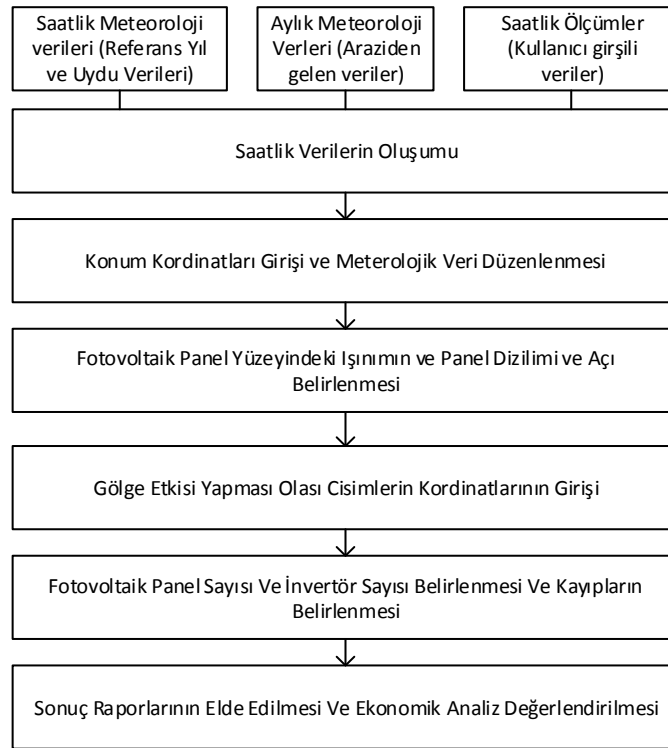 Saatlik Meteoroloji
verileri (Referans Yıl
ve Uydu Verileri)
Aylık Meteoroloji
Verleri (Araziden
gelen veriler)
Saatlik Ölçümler
(Kullanıcı girşili
veriler)
Saatlik Verilerin Oluşumu
Konum Kordinatları Girişi ve Meterolojik Veri Düzenlenmesi
Fotovoltaik Panel Yüzeyindeki Işınımın ve Panel Dizilimi ve Açı
Belirlenmesi
Gölge Etkisi Yapması Olası Cisimlerin Kordinatlarının Girişi
Fotovoltaik Panel Sayısı Ve İnvertör Sayısı Belirlenmesi Ve Kayıpların
Belirlenmesi
Sonuç Raporlarının Elde Edilmesi Ve Ekonomik Analiz Değerlendirilmesi